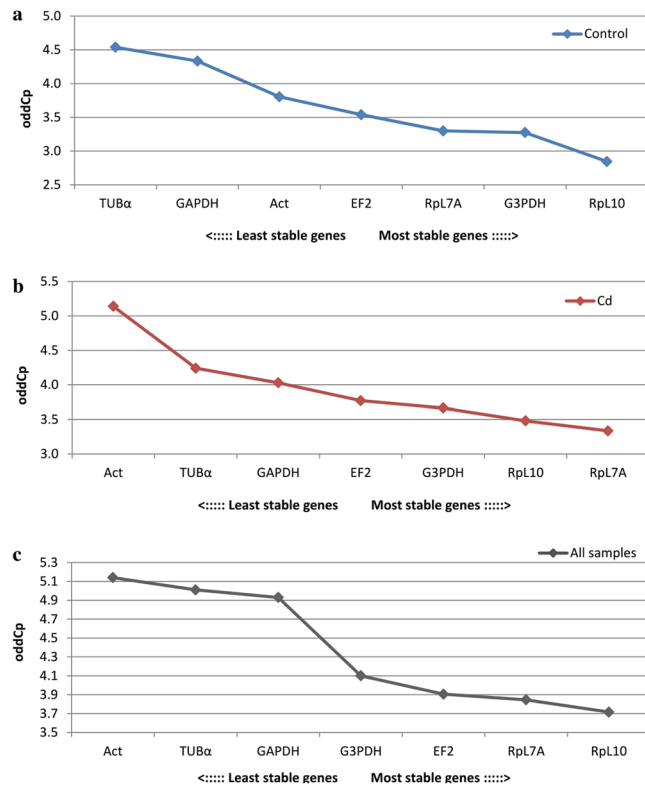 a
Control
5.0
4.5
4.0
3.5
3.0
2.5
oddCp
TUBα GAPDH Act EF2 RpL7A G3PDH RpL10
<::::: Least stable genes Most stable genes :::::>
b
Cd
5.5
5.0
4.5
4.0
3.5
3.0
oddCp
Act TUBα GAPDH EF2 G3PDH RpL10 RpL7A
<::::: Least stable genes Most stable genes :::::>
c
All samples
5.3
5.1
4.9
4.7
4.5
4.3
4.1
3.9
3.7
3.5
oddCp
Act TUBα GAPDH G3PDH EF2 RpL7A RpL10
<::::: Least stable genes Most stable genes :::::>